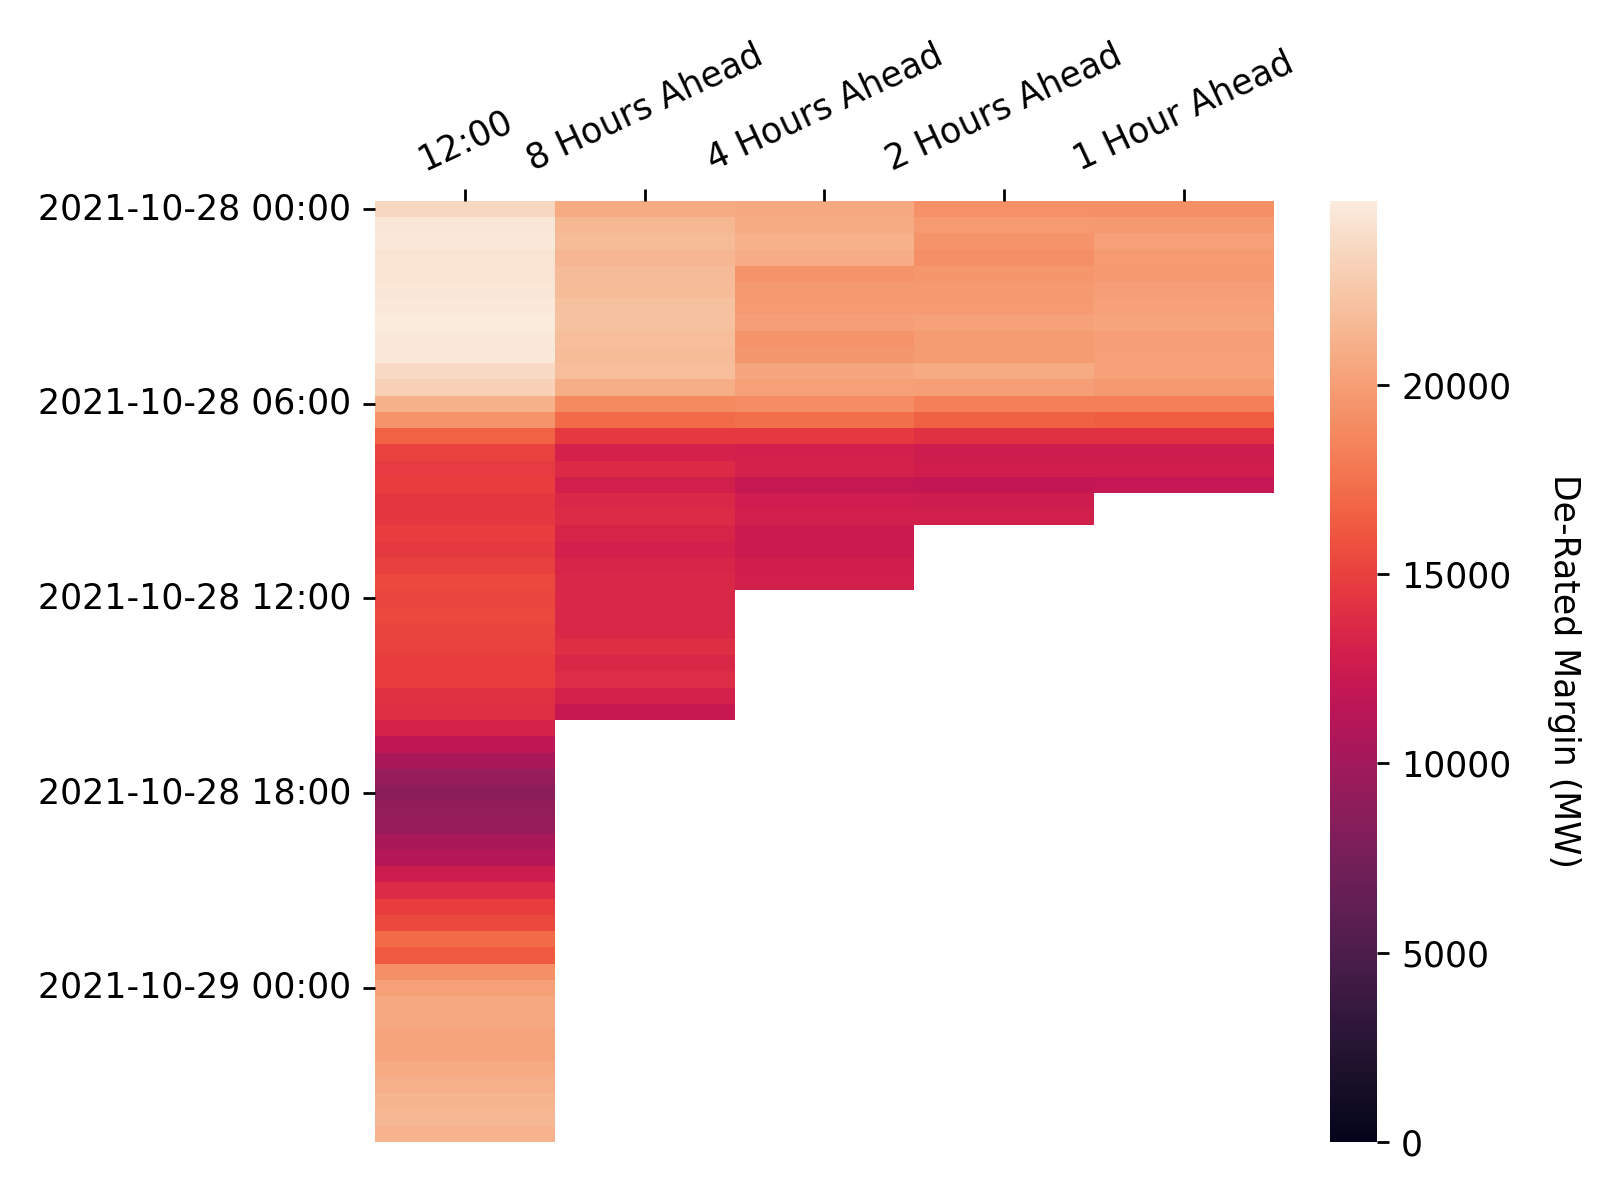 12:00
8 Hours Ahead
4 Hours Ahead
2 Hours Ahead
1 Hour Ahead
2021-10-28 00:00
2021-10-28 06:00
2021-10-28 12:00
2021-10-28 18:00
2021-10-29 00:00
20000
15000
10000
5000
0
De-Rated Margin (MW)